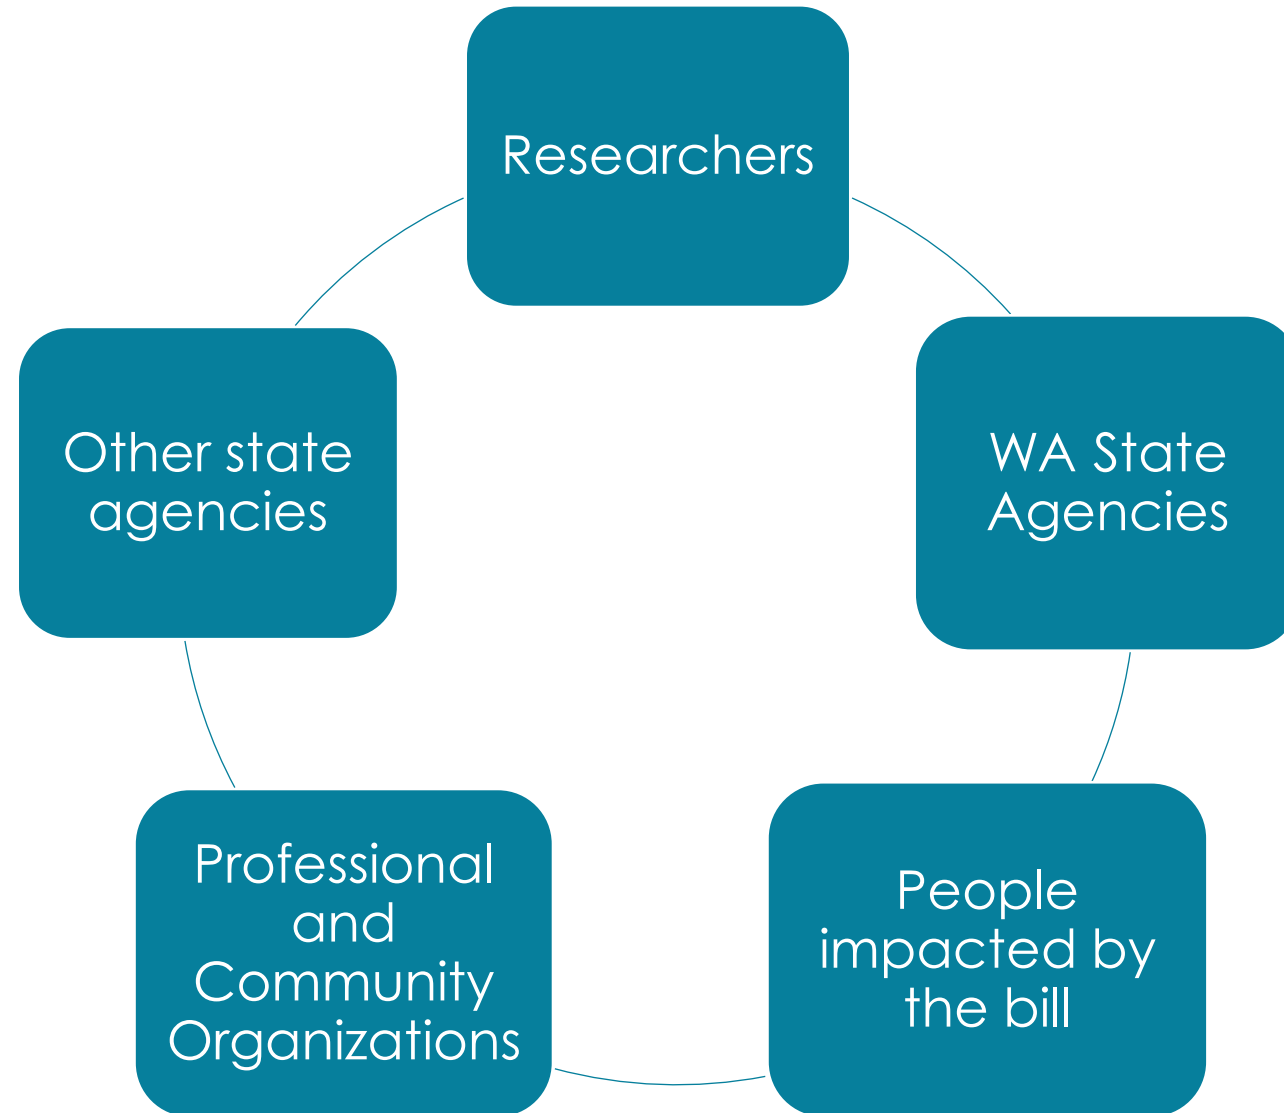 Researchers
WA State
Agencies
People
impacted by
the bill
Professional
and
Community
Organizations
Other state
agencies